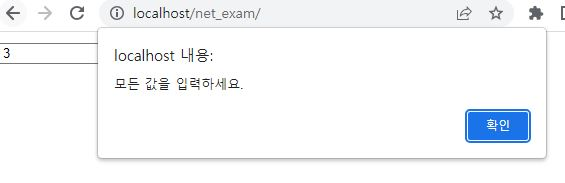 localhost/net_exam/
3
localhost 내용:
모든 값을 입력하세요.
확인